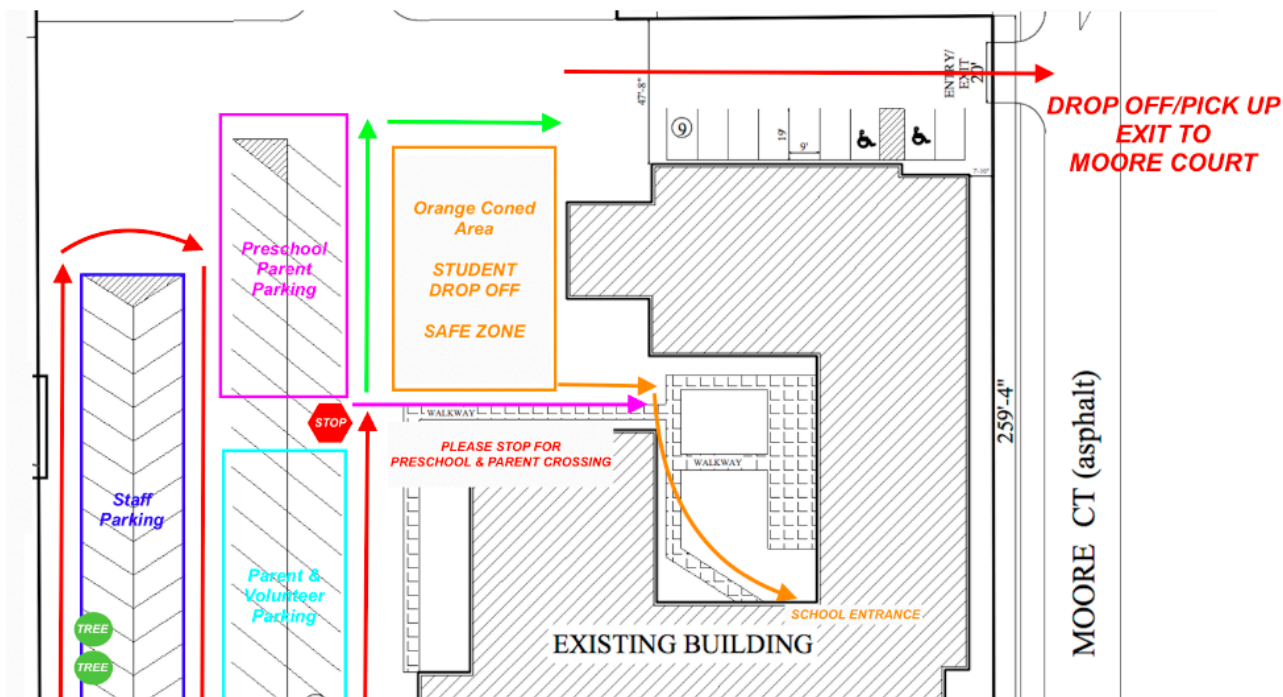 ENTRY/
EXIT
20'
47'-8"
DROP OFF/PICK UP
EXIT TO
MOORE COURT
9
19'
9'
7'-10"
Orange Coned
Area
STUDENT
DROP OFF
SAFE ZONE
Preschool
Parent
Parking
STOP
WALKWAY
PLEASE STOP FOR
PRESCHOOL & PARENT CROSSING
WALKWAY
259'-4"
MOORE CT (asphalt)
Staff
Parking
Parent &
Volunteer
Parking
TREE
TREE
SCHOOL ENTRANCE
EXISTING BUILDING